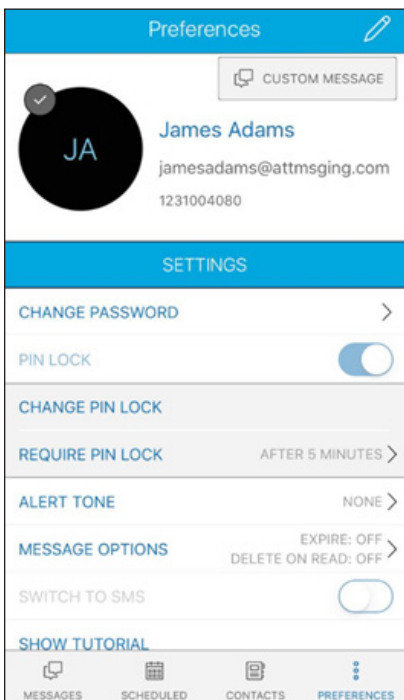 Preferences
CUSTOM MESSAGE
JA
James Adams
jamesadams@attmsging.com
1231004080
SETTINGS
CHANGE PASSWORD
PIN LOCK
CHANGE PIN LOCK
REQUIRE PIN LOCK AFTER 5 MINUTES
ALERT TONE NONE
MESSAGE OPTIONS EXPIRE: OFF
DELETE ON READ: OFF
SWITCH TO SMS
SHOW TUTORIAL
MESSAGES SCHEDULED CONTACTS PREFERENCES